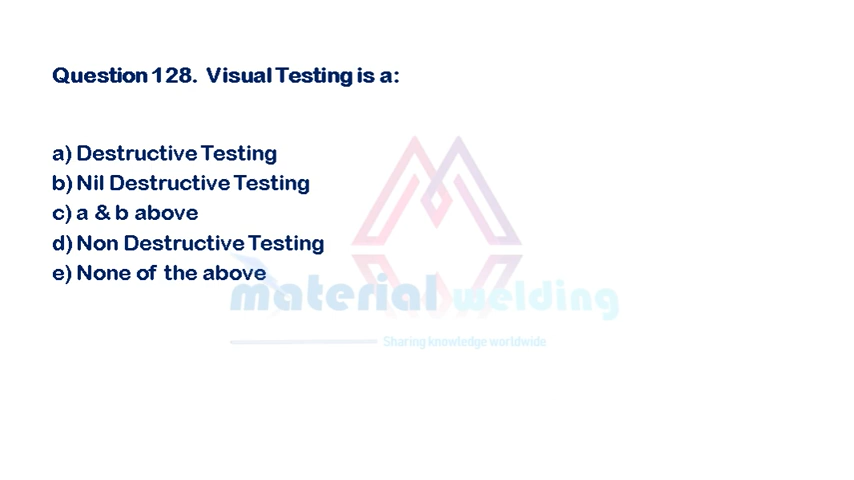 Question 128. Visual Testing is a:
a) Destructive Testing
b) Nil Destructive Testing
c) a & b above
d) Non Destructive Testing
e) None of the above
material welding
Sharing knowledge worldwide